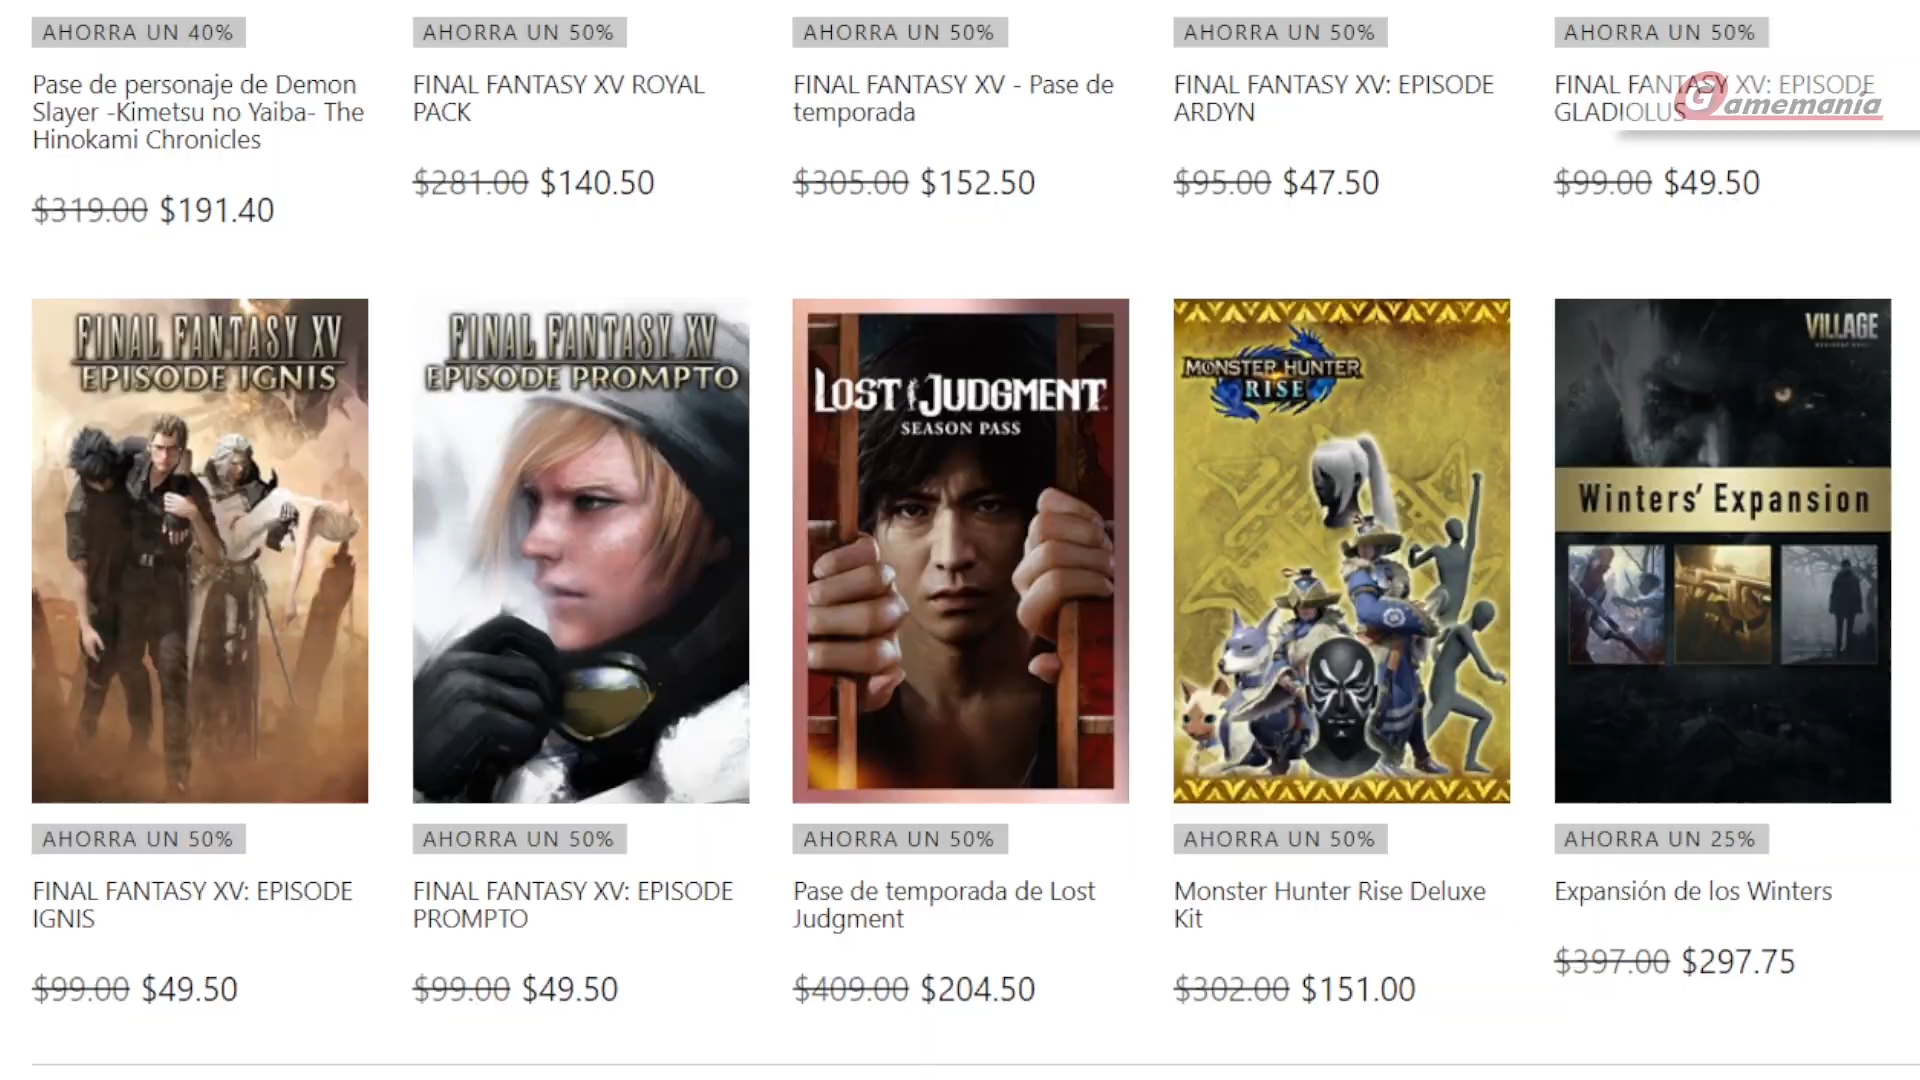 AHORRA UN 40%
Pase de personaje de Demon
Slayer -Kimetsu no Yaiba- The
Hinokami Chronicles
$319.00 $191.40
AHORRA UN 50%
FINAL FANTASY XV ROYAL
PACK
$281.00 $140.50
AHORRA UN 50%
FINAL FANTASY XV - Pase de
temporada
$305.00 $152.50
AHORRA UN 50%
FINAL FANTASY XV: EPISODE
ARDYN
$95.00 $47.50
AHORRA UN 50%
FINAL FANTASY XV: EPISODE
GLADIOLUS
$99.00 $49.50
Gamemanía
FINAL FANTASY XV
EPISODE IGNIS
AHORRA UN 50%
FINAL FANTASY XV: EPISODE
IGNIS
$99.00 $49.50
FINAL FANTASY XV
EPISODE PROMPTO
AHORRA UN 50%
FINAL FANTASY XV: EPISODE
PROMPTO
$99.00 $49.50
LOST JUDGMENT
SEASON PASS
AHORRA UN 50%
Pase de temporada de Lost
Judgment
$409.00 $204.50
MONSTER HUNTER
RISE
AHORRA UN 50%
Monster Hunter Rise Deluxe
Kit
$302.00 $151.00
VILLAGE
Winters' Expansion
AHORRA UN 25%
Expansión de los Winters
$397.00 $297.75